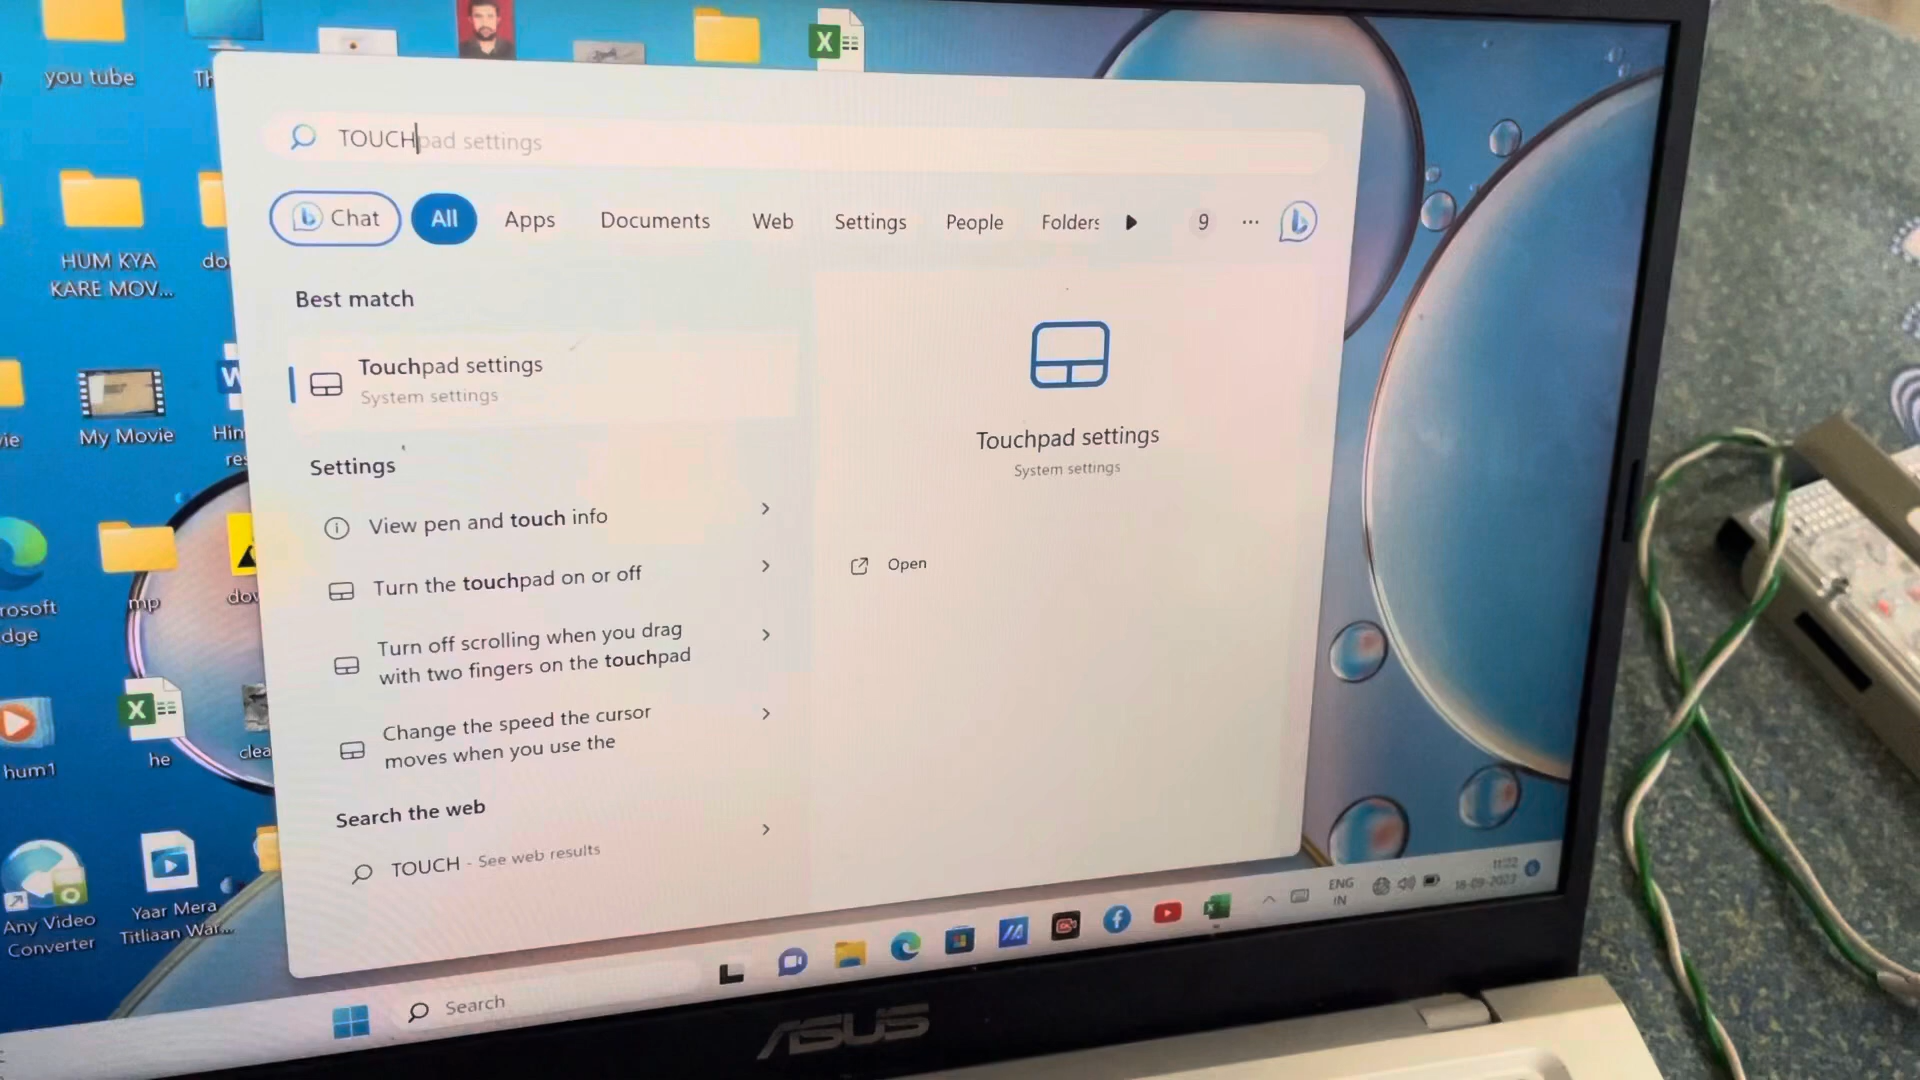 you tube
TOUCHpad settings
Chat
All
Apps
Documents
Web
Settings
People
Folders
9
...
HUM KYA
KARE MOV...
Best match
Touchpad settings
System settings
Touchpad settings
System settings
My Movie
Settings
View pen and touch info
Open
Turn the touchpad on or off
mp
Turn off scrolling when you drag
with two fingers on the touchpad
Change the speed the cursor
moves when you use the
hum1
he
Search the web
TOUCH - See web results
Any Video
Converter
Yaar Mera
Titliaan War...
Search
ENG
IN
11:22
ASUS